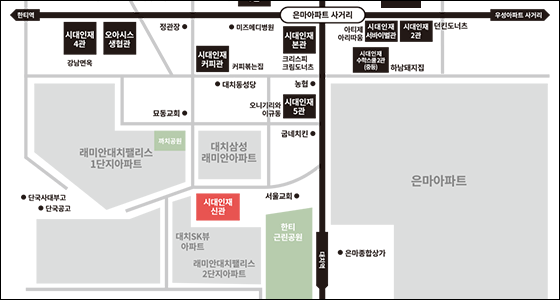 한티역
은마아파트 사거리
우성아파트 사거리
시대인재
4관
오아시스
생협관
정관장
미즈메디병원
시대인재
본관
아티제
아리따움
시대인재
서바이벌관
시대인재
2관
던킨도너츠
강남면옥
시대인재
커피관
커피볶는집
크리스피
크림도너츠
시대인재
수학스쿨 2관
(중등)
하남돼지집
대치동성당
농협
묘동교회
오니기리와
이규동
시대인재
5관
굽네치킨
까치공원
래미안대치팰리스
1단지아파트
대치삼성
래미안아파트
은마아파트
단국사대부고
단국공고
시대인재
신관
서울교회
한티
근린공원
대치SK뷰
아파트
래미안대치팰리스
2단지아파트
대치역
은마종합상가